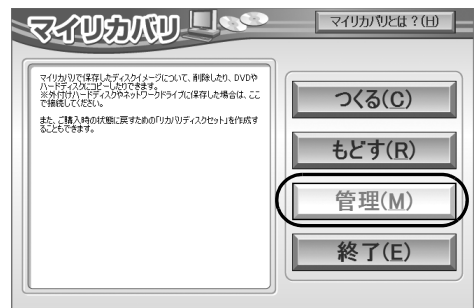 マイリカバリ
マイリカバリとは？(H)
マイリカバリで保存したディスクイメージについて、削除したり、DVDや
ハードディスクにコピーしたりできます。
※外付けハードディスクやネットワークドライブに保存した場合は、ここ
で接続してください。
また、ご購入時の状態に戻すための「リカバリディスクセット」を作成す
ることもできます。
つくる(C)
もどす(R)
管理(M)
終了(E)